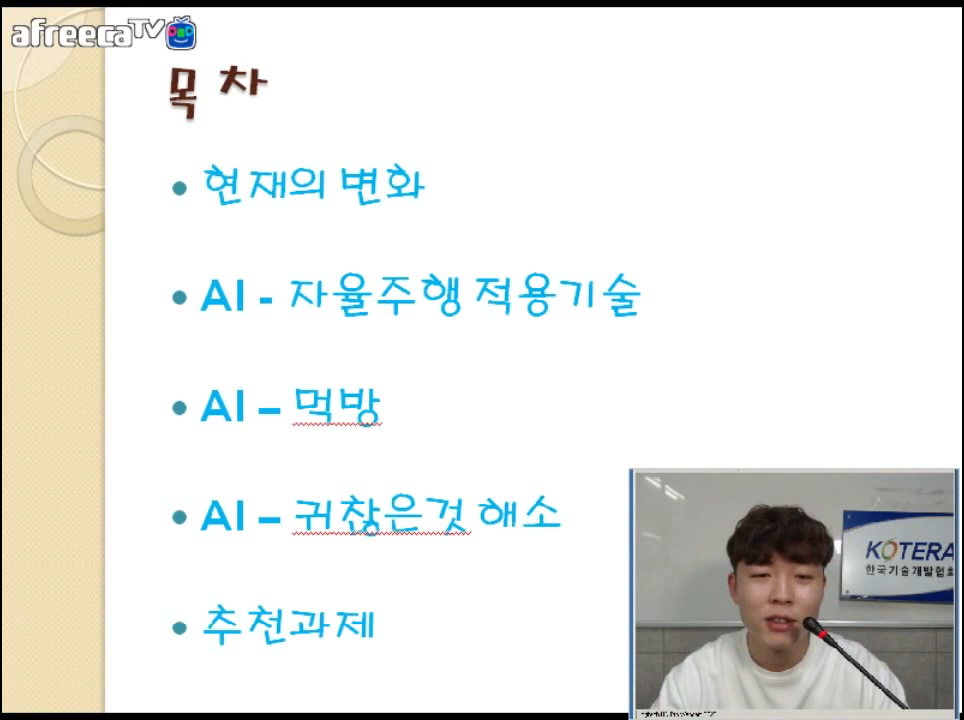 afreecaTV
목 차
현재의 변화
AI - 자율주행 적용기술
AI – 먹방
AI – 귀찮은것 해소
추천과제
KOTERA
한국기술개발협회